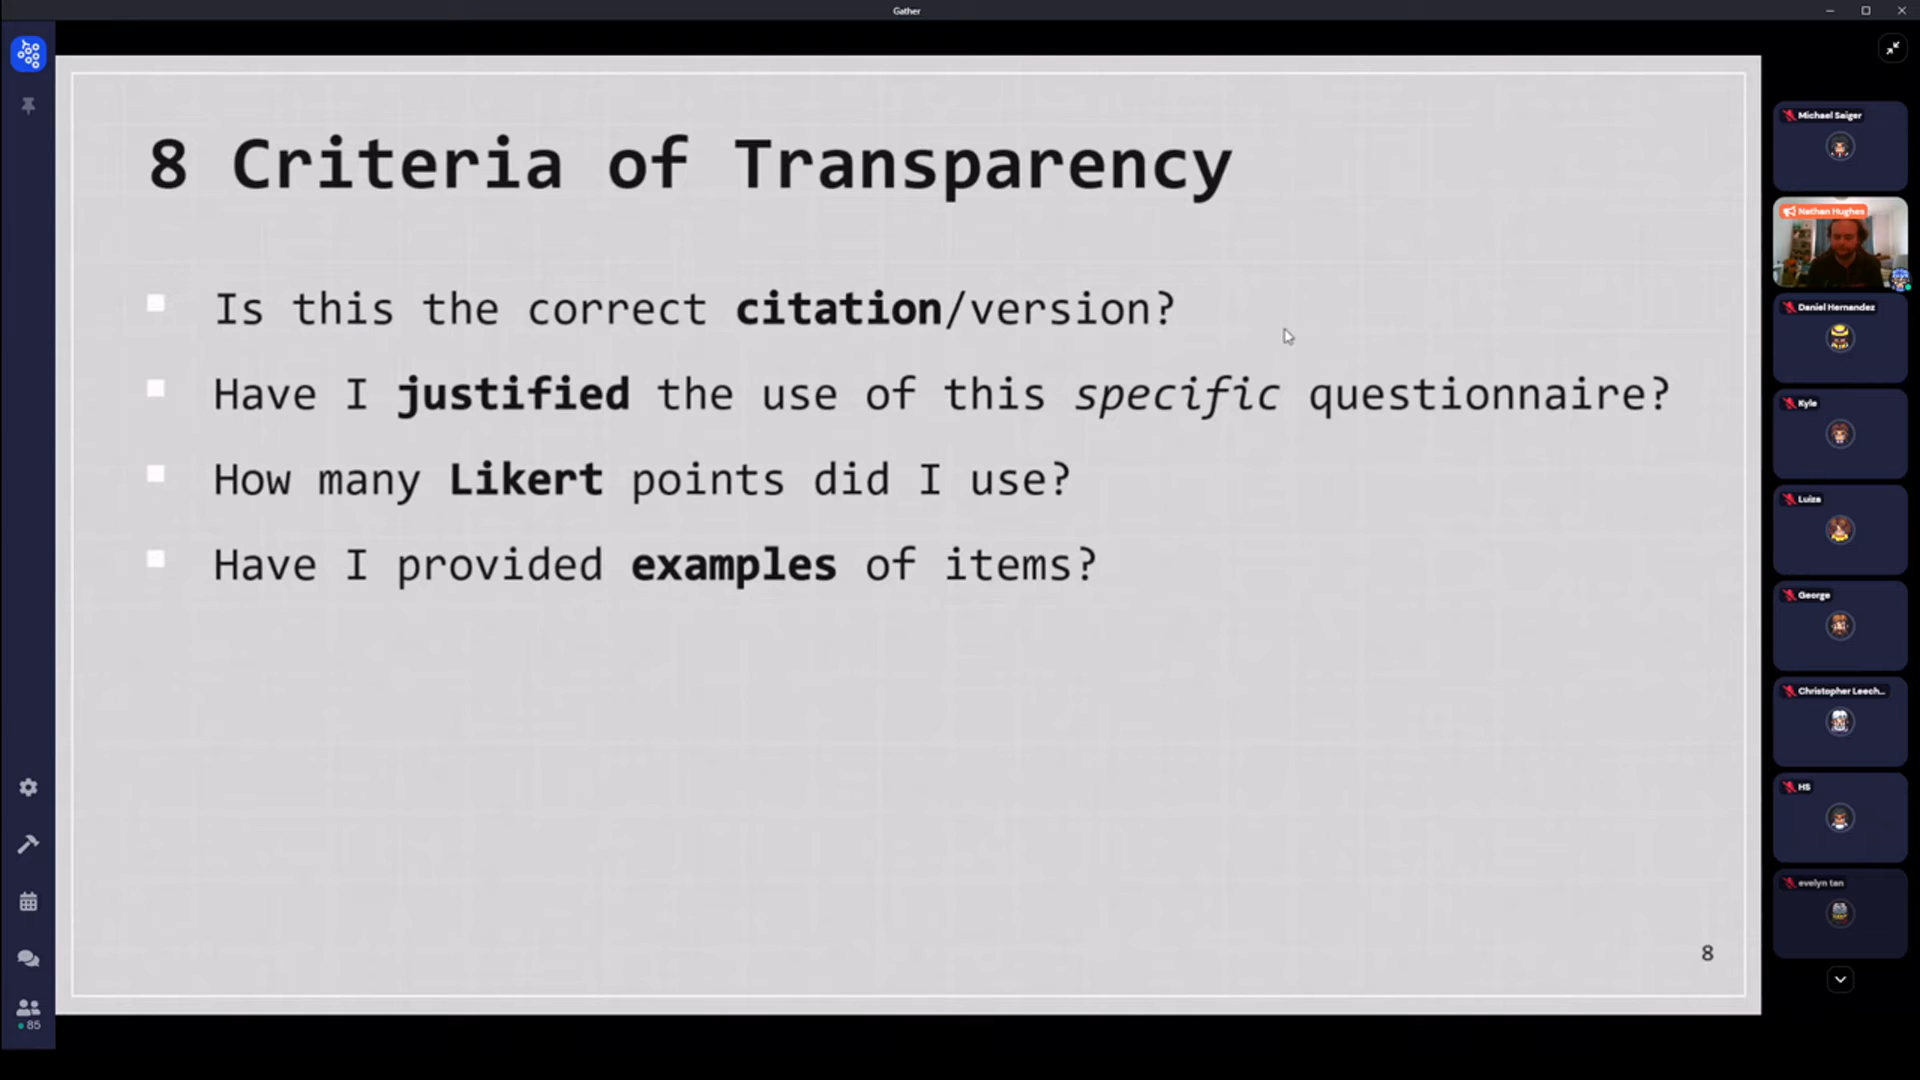 Gather
8 Criteria of Transparency
Is this the correct citation/version?
Have I justified the use of this specific questionnaire?
How many Likert points did I use?
Have I provided examples of items?
8
Michael Saiger
Nathan Hughes
Daniel Hernandez
Kyle
Luiza
George
Christopher Leech...
HS
evelyn tan
85